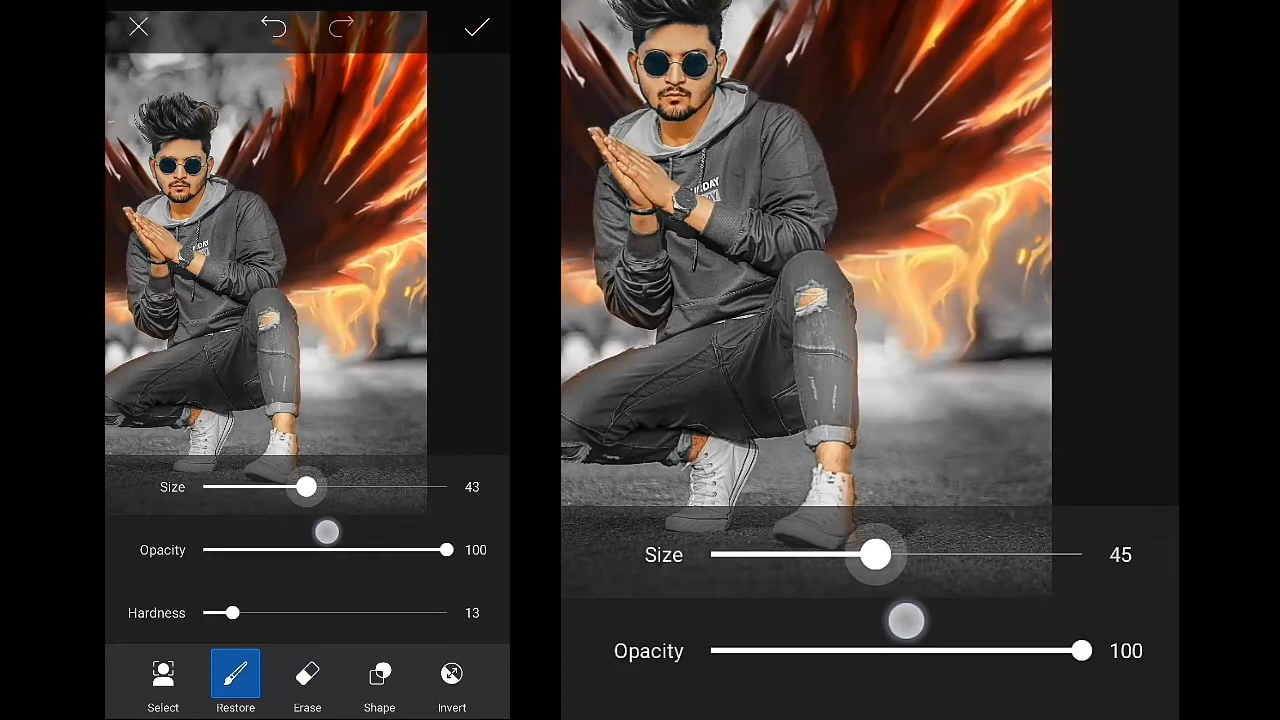 Size 43
Opacity 100
Hardness 13
Select Restore Erase Shape Invert
Size 45
Opacity 100